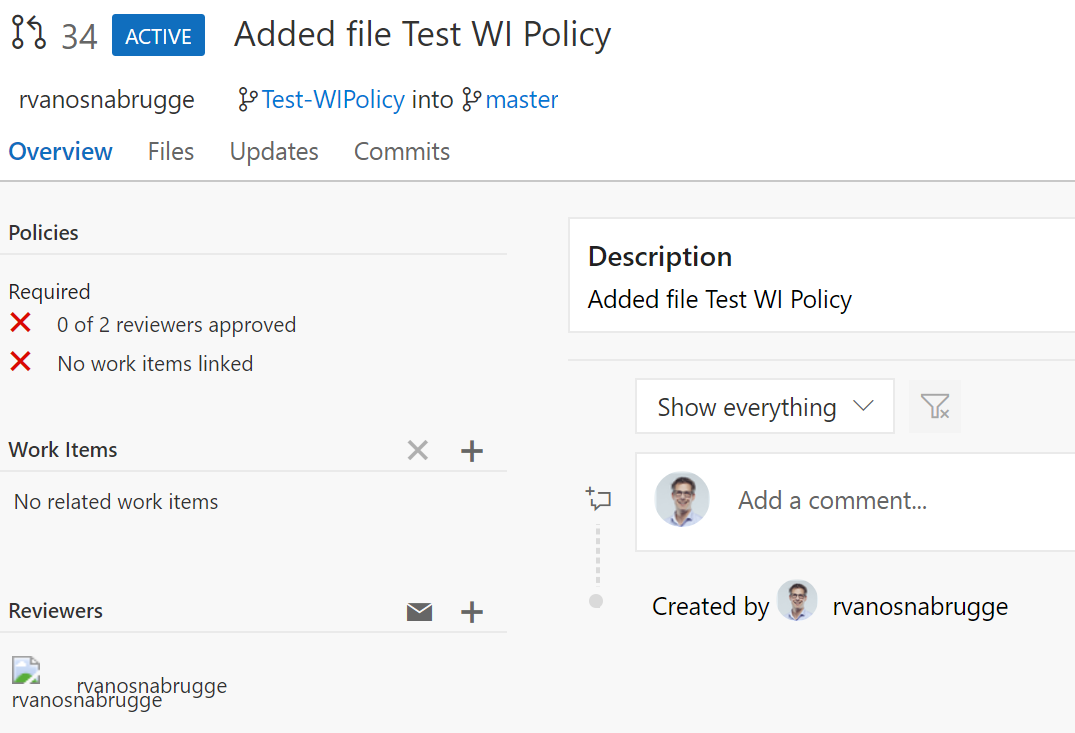 34 ACTIVE Added file Test WI Policy
rvanosnabrugge Test-WIPolicy into master
Overview Files Updates Commits
Policies
Required
0 of 2 reviewers approved
No work items linked
Work Items
No related work items
Reviewers
rvanosnabrugge
rvanosnabrugge
Description
Added file Test WI Policy
Show everything
Add a comment...
Created by rvanosnabrugge